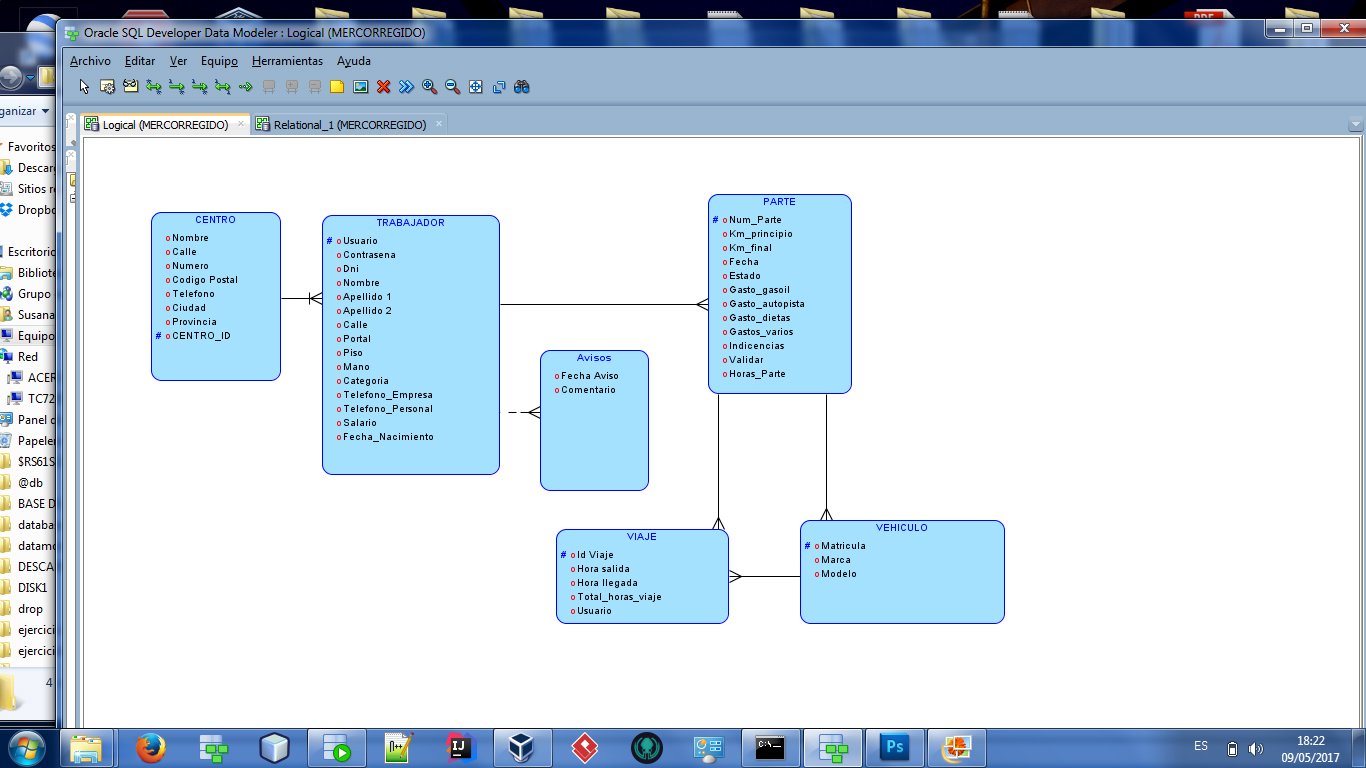 Oracle SQL Developer Data Modeler : Logical (MERCORREGIDO)
Archivo Editar Ver Equipo Herramientas Ayuda
Logical (MERCORREGIDO)
Relational_1 (MERCORREGIDO)
ganizar
Favoritos
Descar
Sitios re
Dropbo
Escritorio
Bibliote
Grupo
Susana
Equipo
Red
ACER
TC72
Panel d
Papeler
$RS61S
@db
BASE D
databa
datamo
DESCA
DISK1
drop
ejercici
ejercici
4
CENTRO
Nombre
Calle
Numero
Codigo Postal
Telefono
Ciudad
Provincia
# CENTRO_ID
TRABAJADOR
# Usuario
Contrasena
Dni
Nombre
Apellido 1
Apellido 2
Calle
Portal
Piso
Mano
Categoria
Telefono_Empresa
Telefono_Personal
Salario
Fecha_Nacimiento
Avisos
Fecha Aviso
Comentario
PARTE
# Num_Parte
Km_principio
Km_final
Fecha
Estado
Gasto_gasoil
Gasto_autopista
Gasto_dietas
Gastos_varios
Indicencias
Validar
Horas_Parte
VIAJE
# Id Viaje
Hora salida
Hora llegada
Total_horas_viaje
Usuario
VEHICULO
# Matricula
Marca
Modelo
N++
IJ
C:\
Ps
ES
18:22
09/05/2017